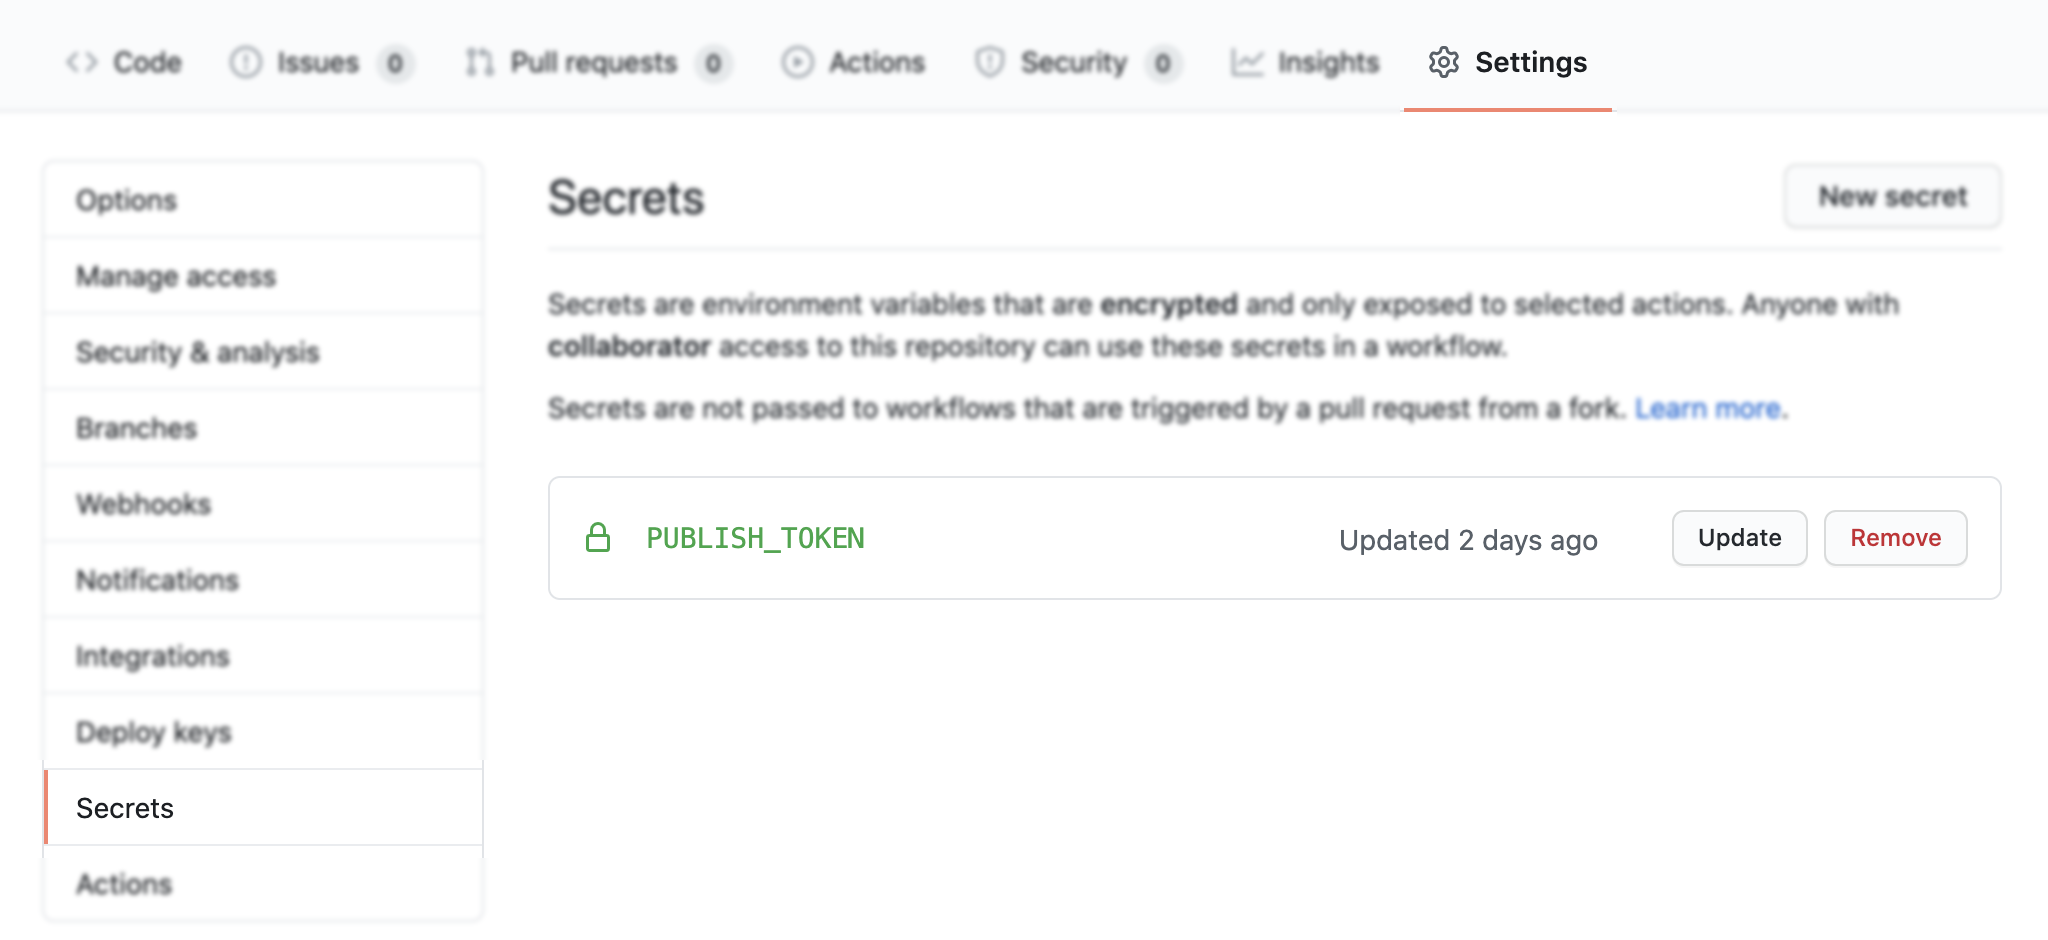 Code Issues 0 Pull requests 0 Actions Security 0 Insights Settings
Options
Manage access
Security & analysis
Branches
Webhooks
Notifications
Integrations
Deploy keys
Secrets
Actions
Secrets
New secret
Secrets are environment variables that are encrypted and only exposed to selected actions. Anyone with
collaborator access to this repository can use these secrets in a workflow.
Secrets are not passed to workflows that are triggered by a pull request from a fork. Learn more.
PUBLISH_TOKEN Updated 2 days ago Update Remove